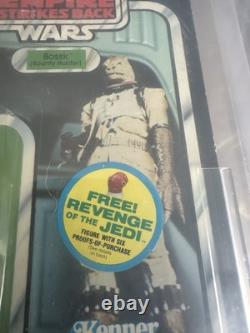 EMPIRE
STRIKES BACK
WARS
Bossk
(Bounty Hunter)
FREE!
REVENGE
OF THE
JEDI
FIGURE WITH SIX
PROOFS-OF-PURCHASE
Kenner